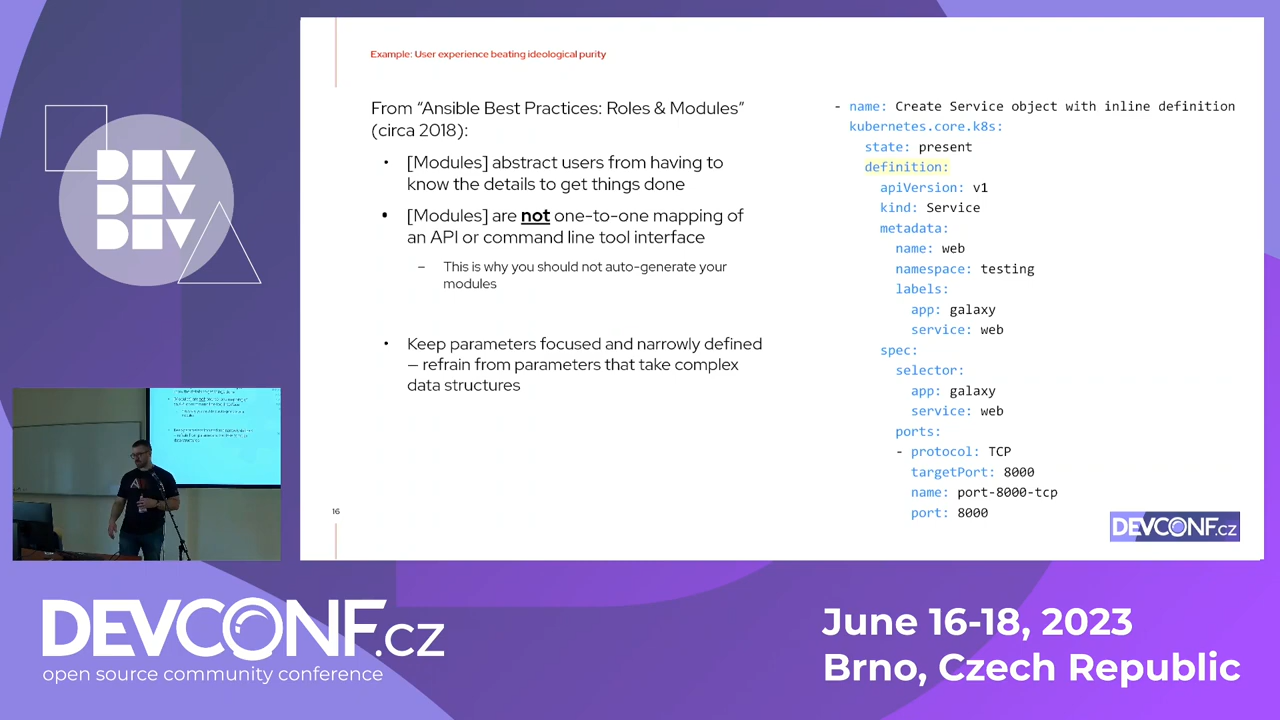 Example: User experience beating ideological purity
From “Ansible Best Practices: Roles & Modules”
(circa 2018):
• [Modules] abstract users from having to
know the details to get things done
• [Modules] are not one-to-one mapping of
an API or command line tool interface
– This is why you should not auto-generate your
modules
• Keep parameters focused and narrowly defined
– refrain from parameters that take complex
data structures
- name: Create Service object with inline definition
kubernetes.core.k8s:
state: present
definition:
apiVersion: v1
kind: Service
metadata:
name: web
namespace: testing
labels:
app: galaxy
service: web
spec:
selector:
app: galaxy
service: web
ports:
- protocol: TCP
targetPort: 8000
name: port-8000-tcp
port: 8000
16
DEVCONF.cz
DEV
DEV
DEV
DEVCONF.cz
open source community conference
June 16-18, 2023
Brno, Czech Republic